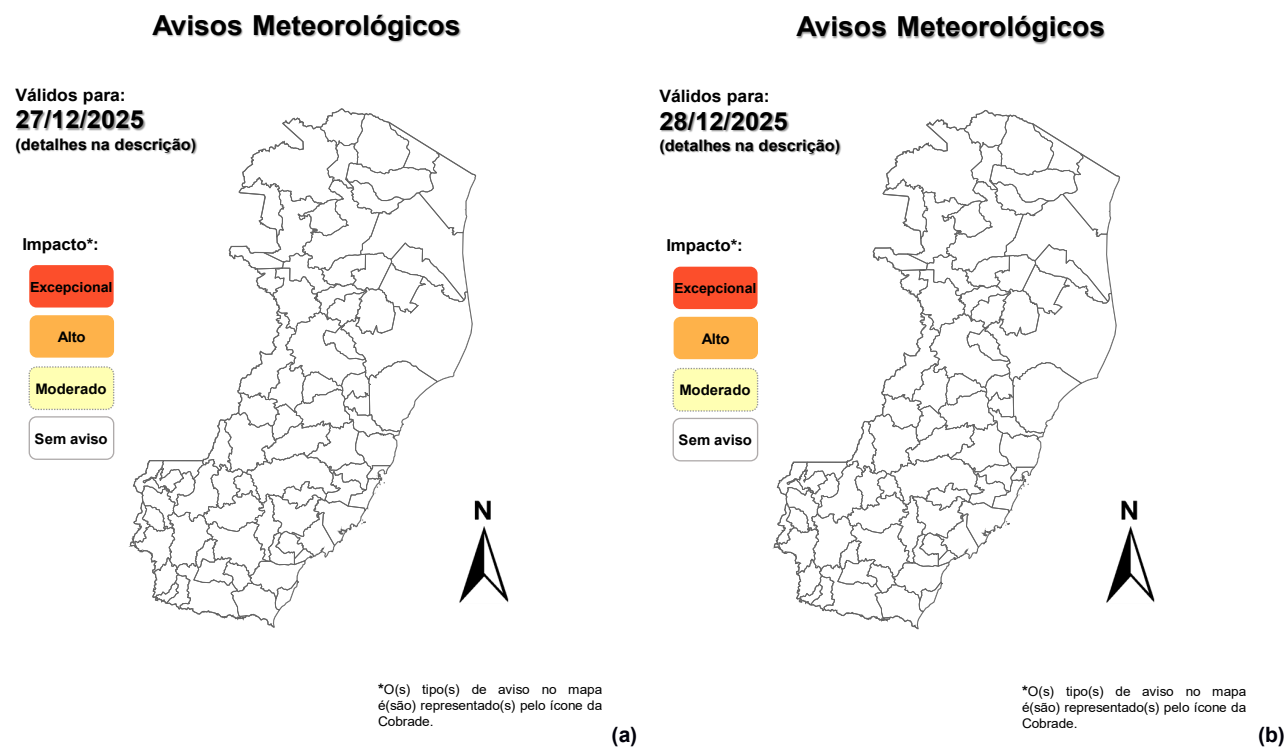 Avisos Meteorológicos
Válidos para:
27/12/2025
(detalhes na descrição)
Impacto*:
Excepcional
Alto
Moderado
Sem aviso
N
*O(s) tipo(s) de aviso no mapa
é(são) representado(s) pelo ícone da
Cobrade.
(a)
Avisos Meteorológicos
Válidos para:
28/12/2025
(detalhes na descrição)
Impacto*:
Excepcional
Alto
Moderado
Sem aviso
N
*O(s) tipo(s) de aviso no mapa
é(são) representado(s) pelo ícone da
Cobrade.
(b)